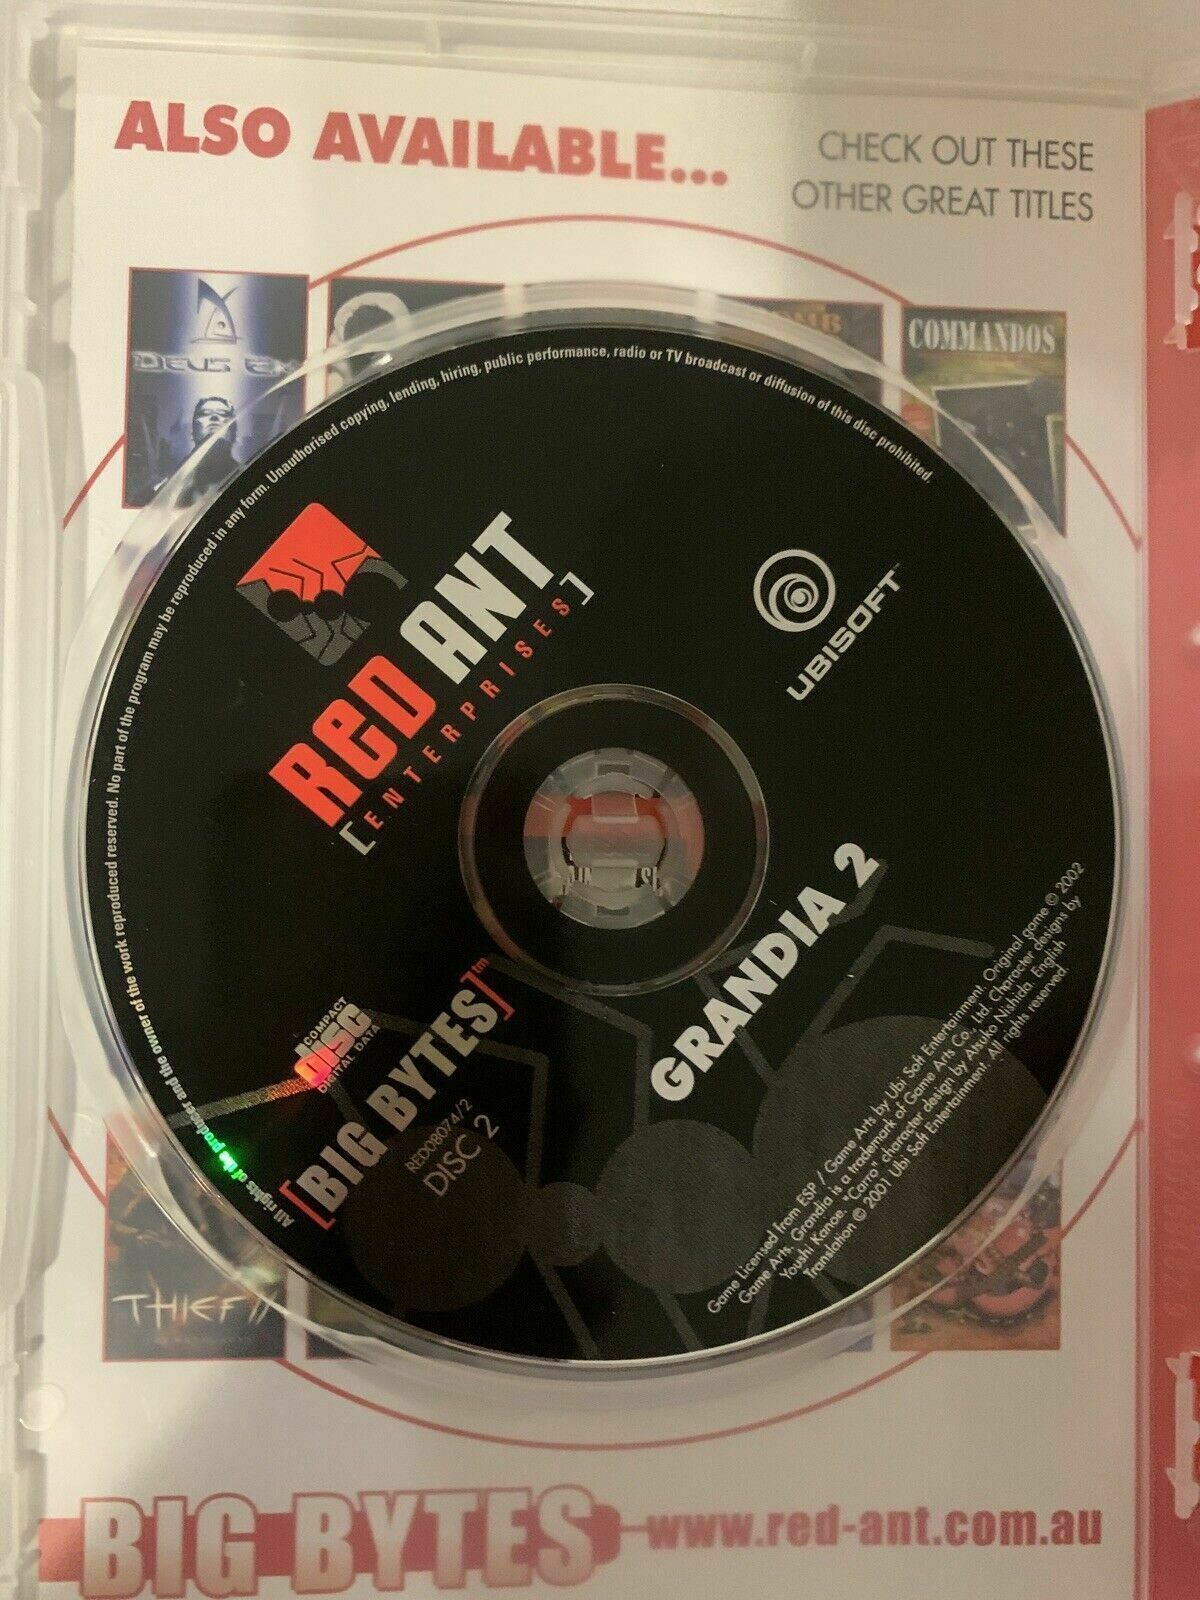 ALSO AVAILABLE...
CHECK OUT THESE
OTHER GREAT TITLES
DEUS EX
COMMANDOS
All rights of the producer and the owner of the work reproduced reserved. No part of the program may be reproduced in any form. Unauthorised copying, lending, hiring, public performance, radio or TV broadcast or diffusion of this disc prohibited.
RED ANT
[ENTERPRISES]
UBISOFT™
COMPACT
disc
DIGITAL DATA
[BIG BYTES]™
RED08074/2
DISC 2
GRANDIA 2
Game Licensed from ESP / Game Arts by Ubi Soft Entertainment. Original game © 2002
Game Arts. Grandia is a trademark of Game Arts Co., Ltd. Character designs by
Youshi Kanoe. "Carro" character design by Atsuko Nishida. English
Translation © 2001 Ubi Soft Entertainment. All rights reserved.
THIEF II
BIG BYTES
www.red-ant.com.au